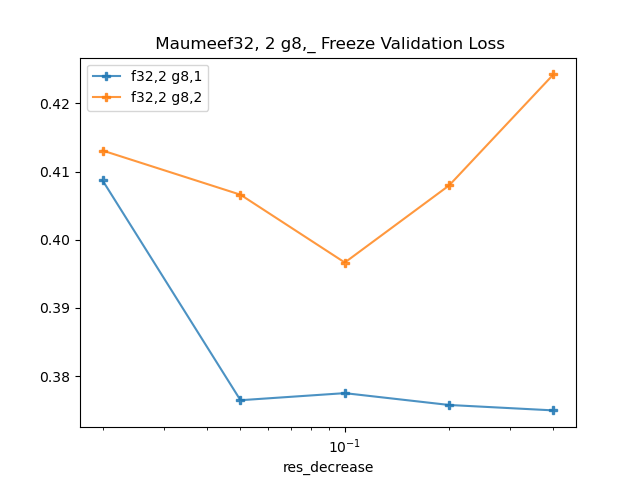 Maumeef32, 2 g8,_ Freeze Validation Loss
f32,2 g8,1
f32,2 g8,2
0.42
0.41
0.40
0.39
0.38
10⁻¹
res_decrease